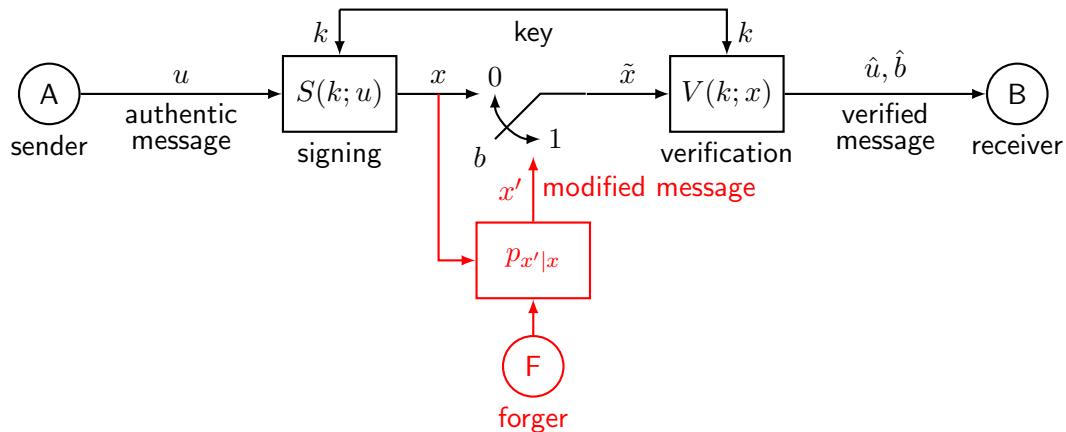 k key k
A u S(k; u) x 0 x̃ V(k; x) û, b̂ B
authentic message
verified message
sender signing b 1 verification receiver
x′ modified message
p_{x′|x}
F
forger